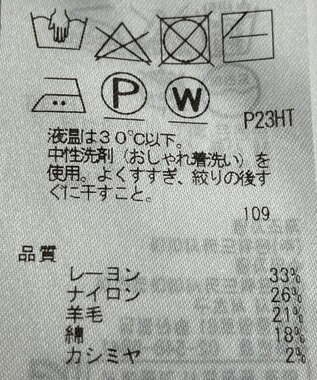 P W
P23HT
液温は30℃以下。
中性洗剤（おしゃれ着洗い）を
使用。よくすすぎ、絞りの後す
ぐに干すこと。
109
品質
レーヨン 33%
ナイロン 26%
羊毛 21%
綿 18%
カシミヤ 2%